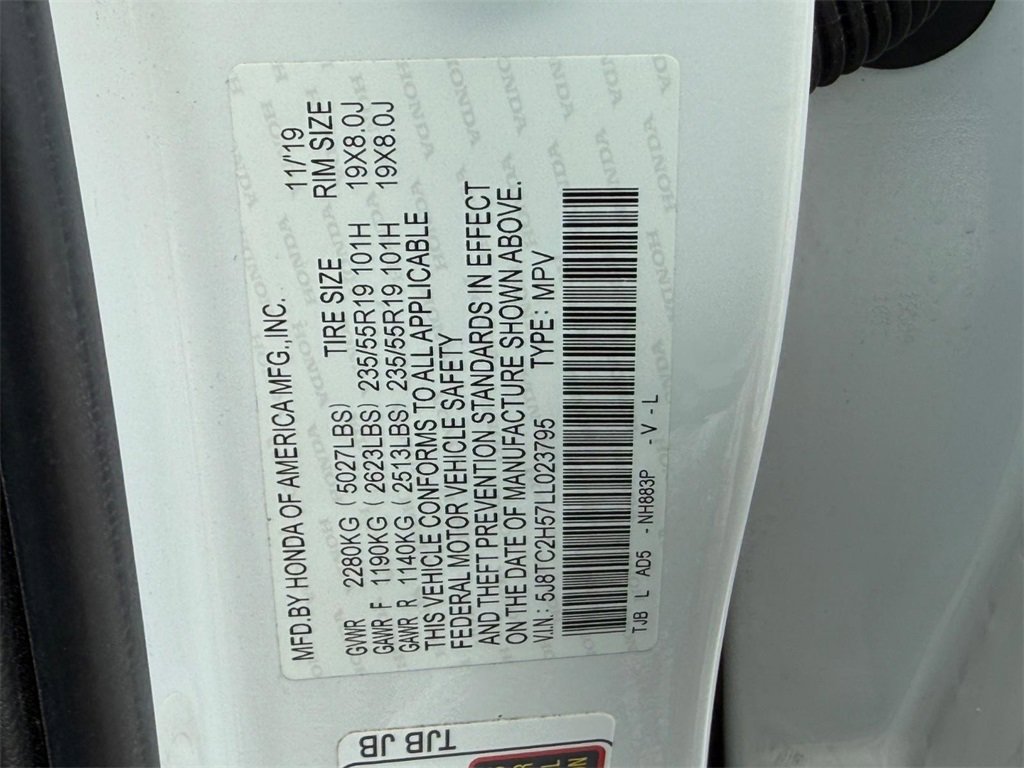 MFD.BY HONDA OF AMERICA MFG.,INC. 11/'19
TIRE SIZE RIM SIZE
GVWR 2280KG (5027LBS)
GAWR F 1190KG (2623LBS) 235/55R19 101H 19X8.0J
GAWR R 1140KG (2513LBS) 235/55R19 101H 19X8.0J
THIS VEHICLE CONFORMS TO ALL APPLICABLE
FEDERAL MOTOR VEHICLE SAFETY
AND THEFT PREVENTION STANDARDS IN EFFECT
ON THE DATE OF MANUFACTURE SHOWN ABOVE.
V.I.N.: 5J8TC2H57LL023795 TYPE: MPV
TJB L AD5 - NH883P - V - L
TJB JB